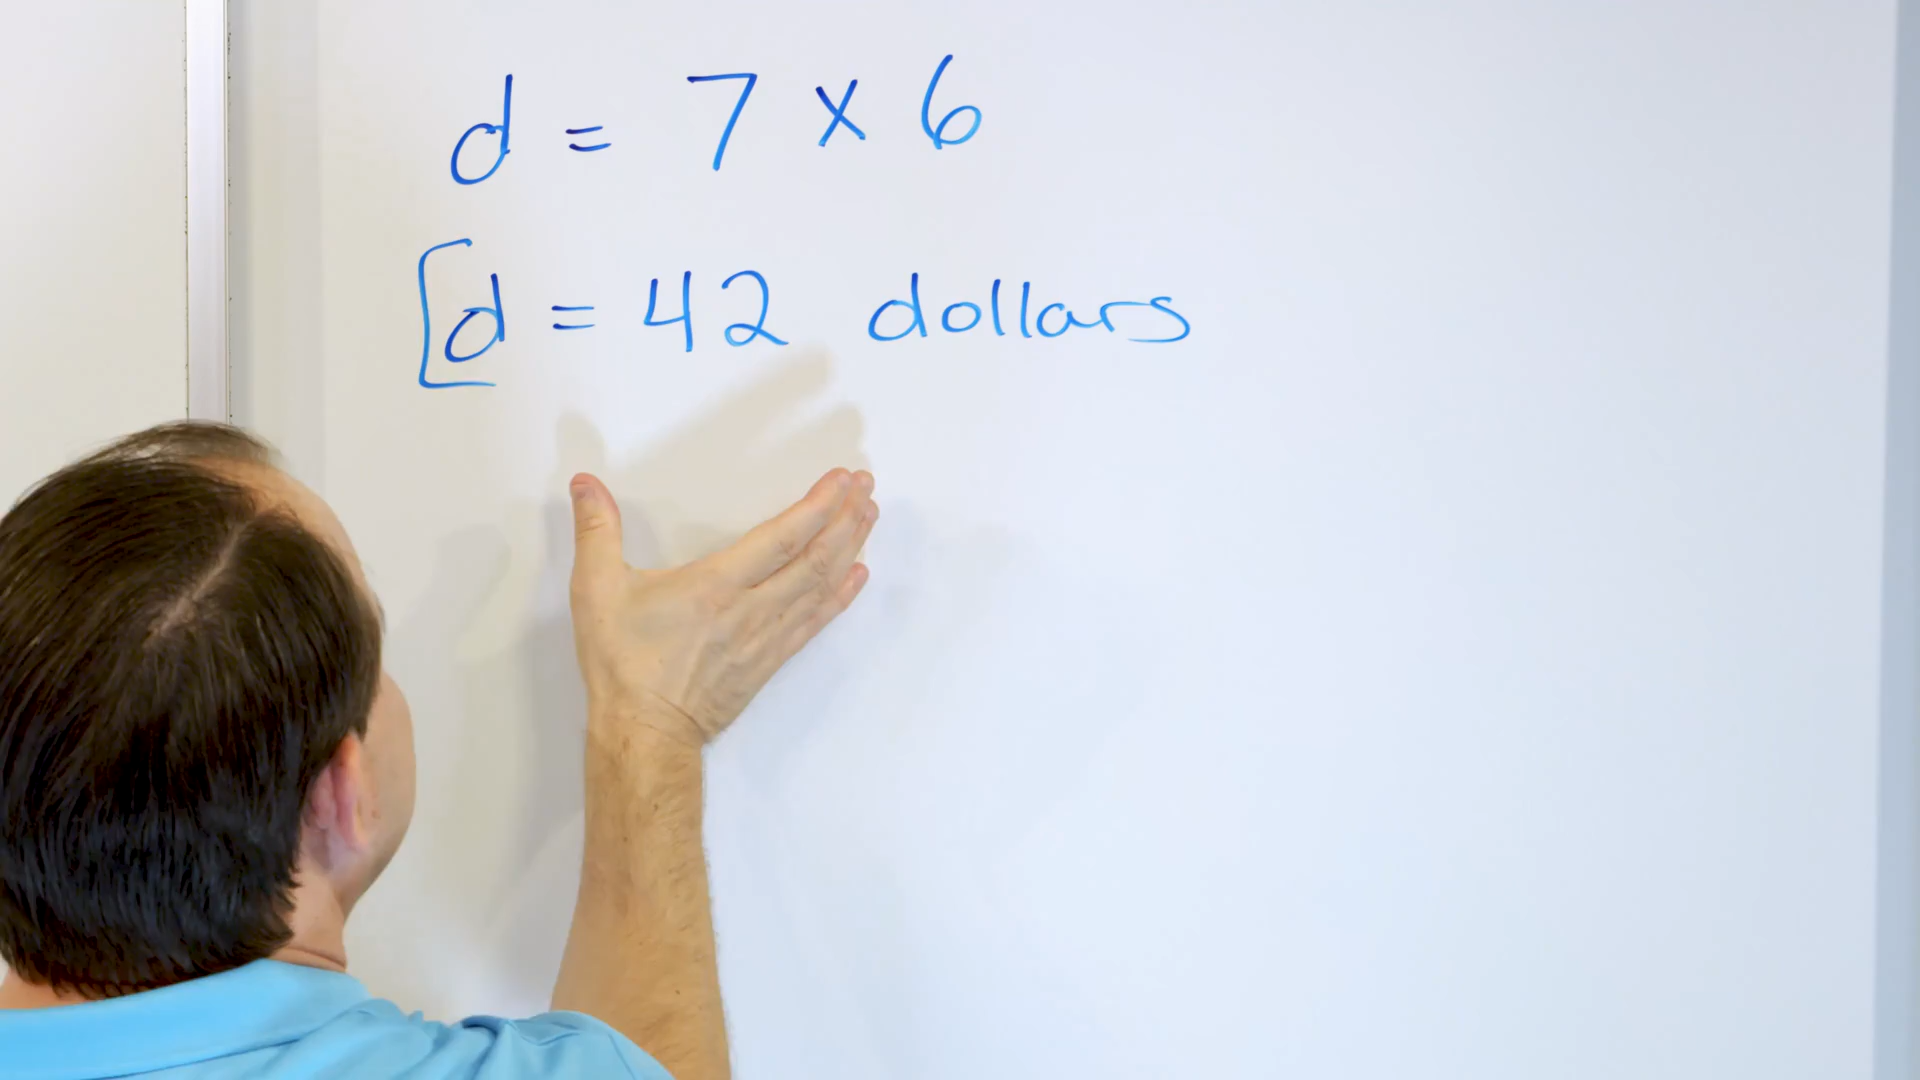 d = 7 x 6
[d = 42 dollars